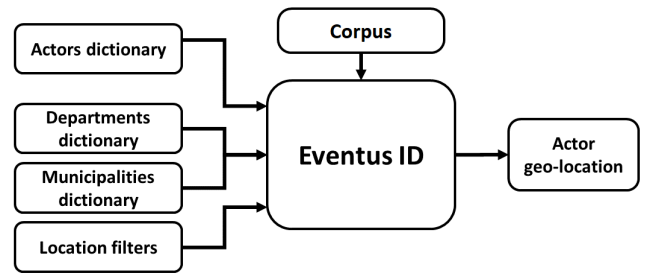 Corpus
Actors dictionary
Departments
dictionary
Municipalities
dictionary
Location filters
Eventus ID
Actor
geo-location